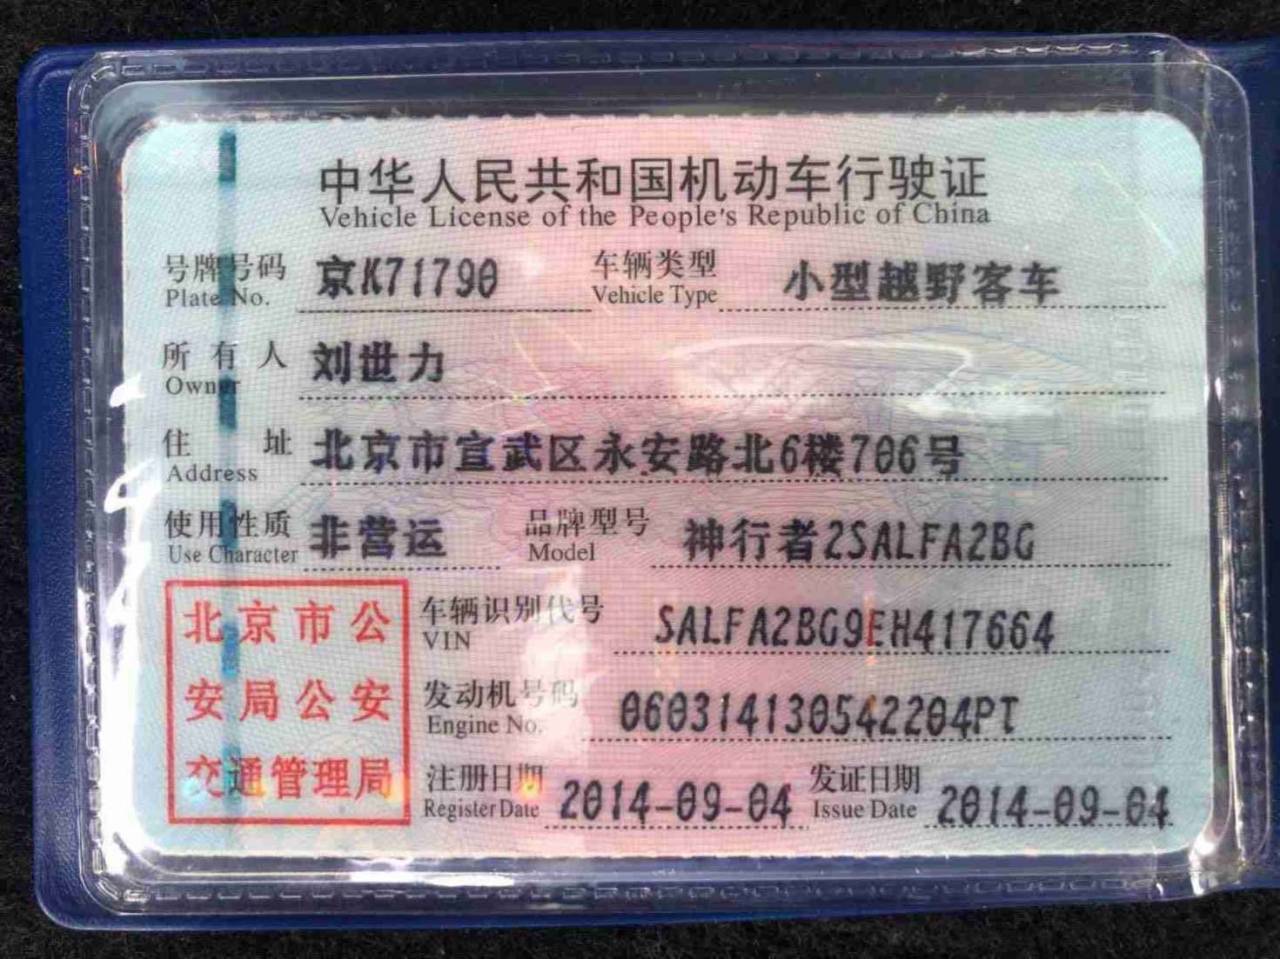 中华人民共和国机动车行驶证
Vehicle License of the People's Republic of China
号牌号码 京K71790 车辆类型 小型越野客车
Plate No. Vehicle Type
所有人 刘世力
Owner
住址 北京市宣武区永安路北6楼706号
Address
使用性质 非营运 品牌型号 神行者2SALFA2BG
Use Character Model
车辆识别代号 SALFA2BG9EH417664
VIN
发动机号码 060314130542204PT
Engine No.
注册日期 2014-09-04 发证日期 2014-09-04
Register Date Issue Date
北京市公
安局公安
交通管理局